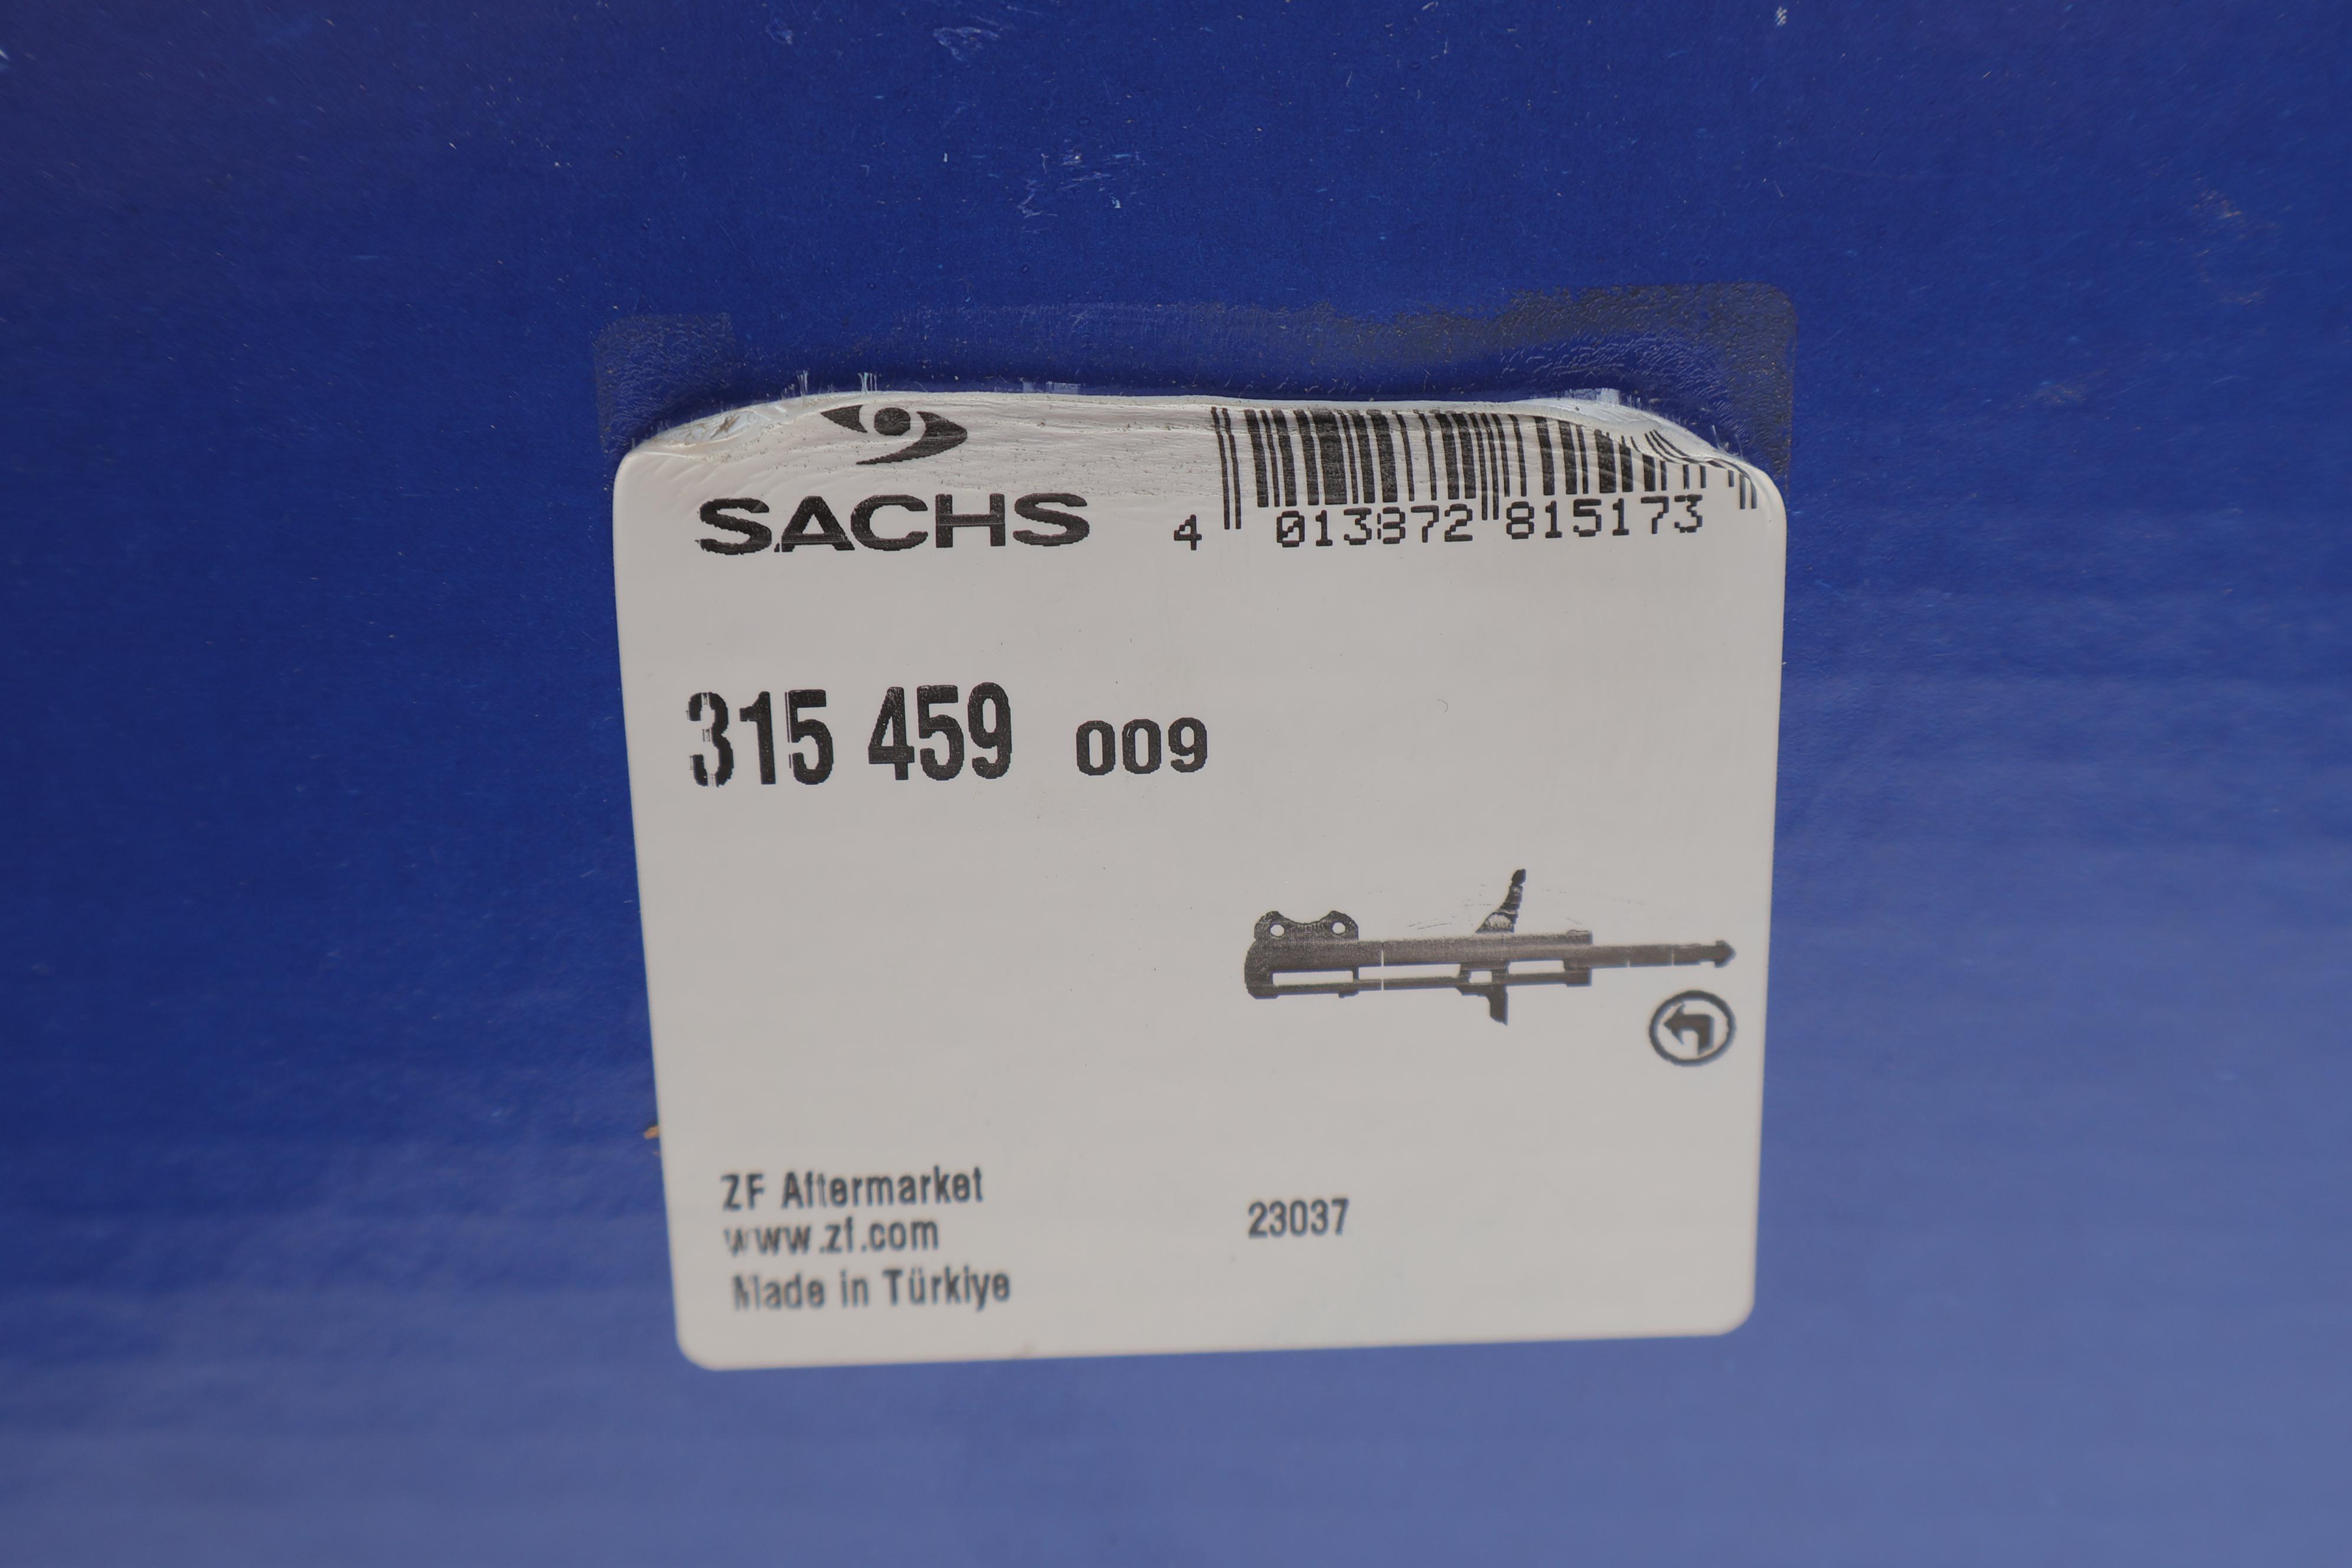 SACHS
4 013872 815173
315 459 009
ZF Aftermarket
www.zf.com
23037
Made in Türkiye